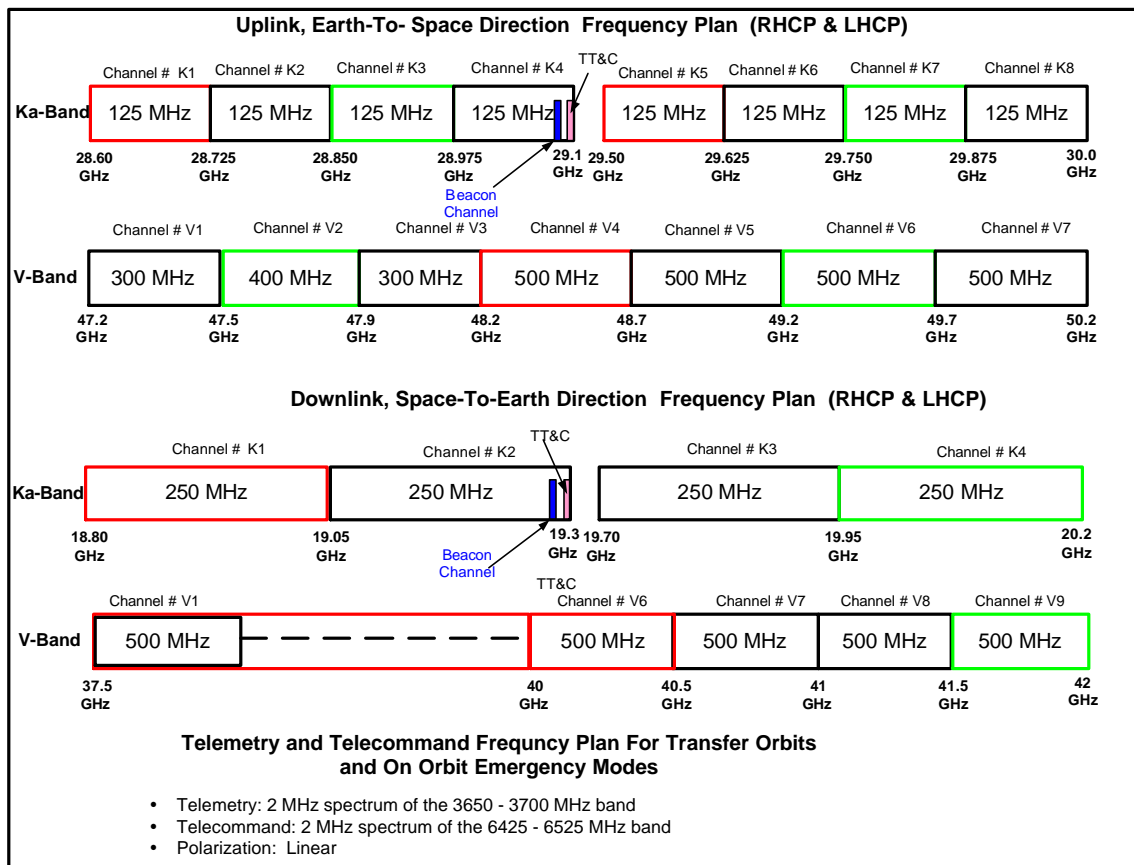 Uplink, Earth-To- Space Direction Frequency Plan (RHCP & LHCP)
TT&C
Channel # K1 Channel # K2 Channel # K3 Channel # K4 Channel # K5 Channel # K6 Channel # K7 Channel # K8
Ka-Band 125 MHz 125 MHz 125 MHz 125 MHz 125 MHz 125 MHz 125 MHz 125 MHz
28.60 28.725 28.850 28.975 29.1 29.50 29.625 29.750 29.875 30.0
GHz GHz GHz GHz GHz GHz GHz GHz GHz GHz
Beacon
Channel
Channel # V1 Channel # V2 Channel # V3 Channel # V4 Channel # V5 Channel # V6 Channel # V7
V-Band 300 MHz 400 MHz 300 MHz 500 MHz 500 MHz 500 MHz 500 MHz
47.2 47.5 47.9 48.2 48.7 49.2 49.7 50.2
GHz GHz GHz GHz GHz GHz GHz GHz
Downlink, Space-To-Earth Direction Frequency Plan (RHCP & LHCP)
TT&C
Channel # K1 Channel # K2 Channel # K3 Channel # K4
Ka-Band 250 MHz 250 MHz 250 MHz 250 MHz
18.80 19.05 19.3 19.70 19.95 20.2
GHz GHz GHz GHz GHz GHz
Beacon
Channel
TT&C
Channel # V1 Channel # V6 Channel # V7 Channel # V8 Channel # V9
V-Band 500 MHz 500 MHz 500 MHz 500 MHz 500 MHz
37.5 40 40.5 41 41.5 42
GHz GHz GHz GHz GHz GHz
Telemetry and Telecommand Frequncy Plan For Transfer Orbits
and On Orbit Emergency Modes
• Telemetry: 2 MHz spectrum of the 3650 - 3700 MHz band
• Telecommand: 2 MHz spectrum of the 6425 - 6525 MHz band
• Polarization: Linear